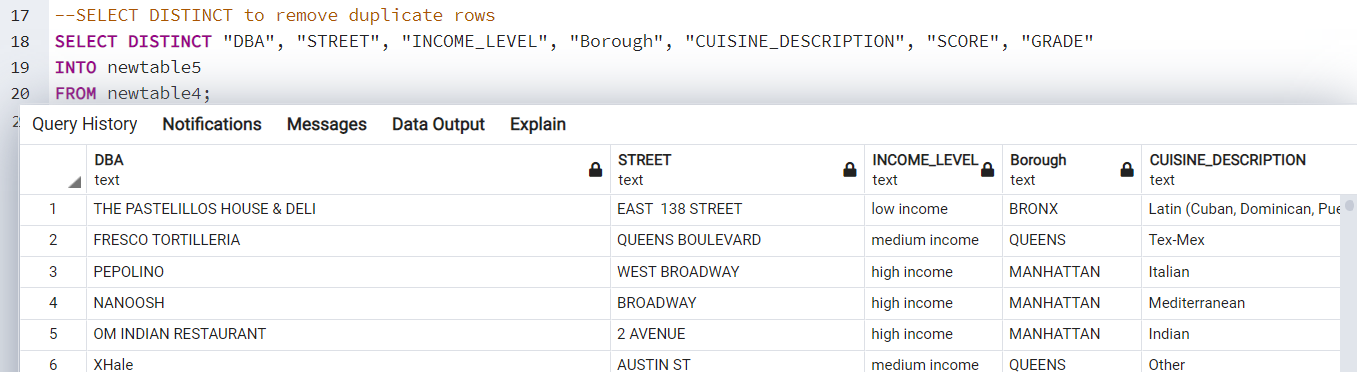 17 --SELECT DISTINCT to remove duplicate rows
18 SELECT DISTINCT "DBA", "STREET", "INCOME_LEVEL", "Borough", "CUISINE_DESCRIPTION", "SCORE", "GRADE"
19 INTO newtable5
20 FROM newtable4;
Query History Notifications Messages Data Output Explain
DBA STREET INCOME_LEVEL Borough CUISINE_DESCRIPTION
text text text text text
1 THE PASTELILLOS HOUSE & DELI EAST 138 STREET low income BRONX Latin (Cuban, Dominican, Pue
2 FRESCO TORTILLERIA QUEENS BOULEVARD medium income QUEENS Tex-Mex
3 PEPOLINO WEST BROADWAY high income MANHATTAN Italian
4 NANOOSH BROADWAY high income MANHATTAN Mediterranean
5 OM INDIAN RESTAURANT 2 AVENUE high income MANHATTAN Indian
6 XHale AUSTIN ST medium income QUEENS Other